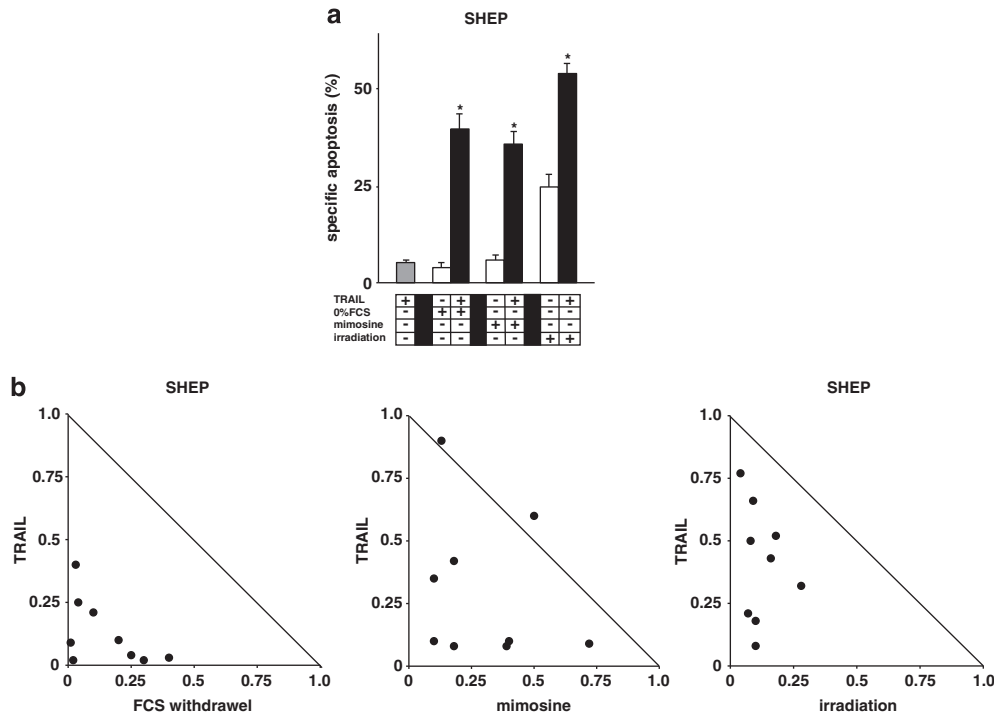 a
SHEP
specific apoptosis (%)
50
25
0
*
*
*
*
TRAIL + - + - + - +
0%FCS - + + - - - -
mimosine - - - + + - -
irradiation - - - - - + +
b
SHEP
1.0
0.75
0.5
0.25
0
TRAIL
0 0.25 0.5 0.75 1.0
FCS withdrawel
1.0
0.75
0.5
0.25
0
TRAIL
0 0.25 0.5 0.75 1.0
mimosine
SHEP
1.0
0.75
0.5
0.25
0
TRAIL
0 0.25 0.5 0.75 1.0
irradiation